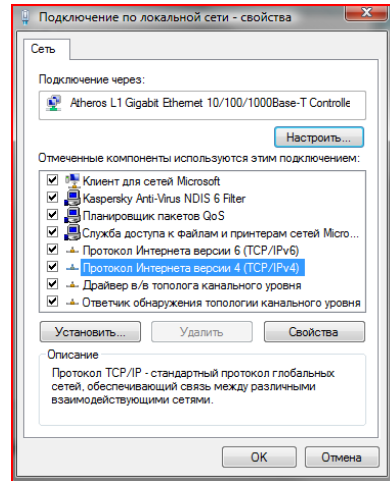 Подключение по локальной сети - свойства
Сеть
Подключение через:
Atheros L1 Gigabit Ethernet 10/100/1000Base-T Controlle
Настроить...
Отмеченные компоненты используются этим подключением:
Клиент для сетей Microsoft
Kaspersky Anti-Virus NDIS 6 Filter
Планировщик пакетов QoS
Служба доступа к файлам и принтерам сетей Micro...
Протокол Интернета версии 6 (TCP/IPv6)
Протокол Интернета версии 4 (TCP/IPv4)
Драйвер в/в тополога канального уровня
Ответчик обнаружения топологии канального уровня
Установить... Удалить Свойства
Описание
Протокол TCP/IP - стандартный протокол глобальных
сетей, обеспечивающий связь между различными
взаимодействующими сетями.
OK Отмена